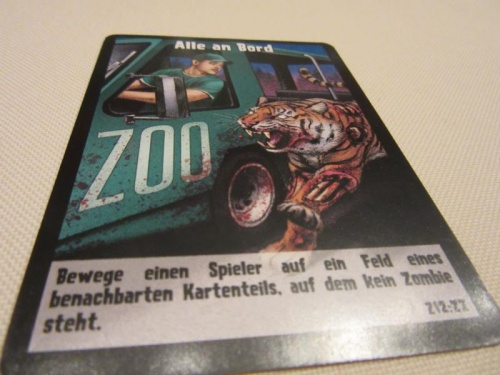 Alle an Bord
ZOO
Bewege einen Spieler auf ein Feld eines
benachbarten Kartenteils, auf dem kein Zombie
steht.